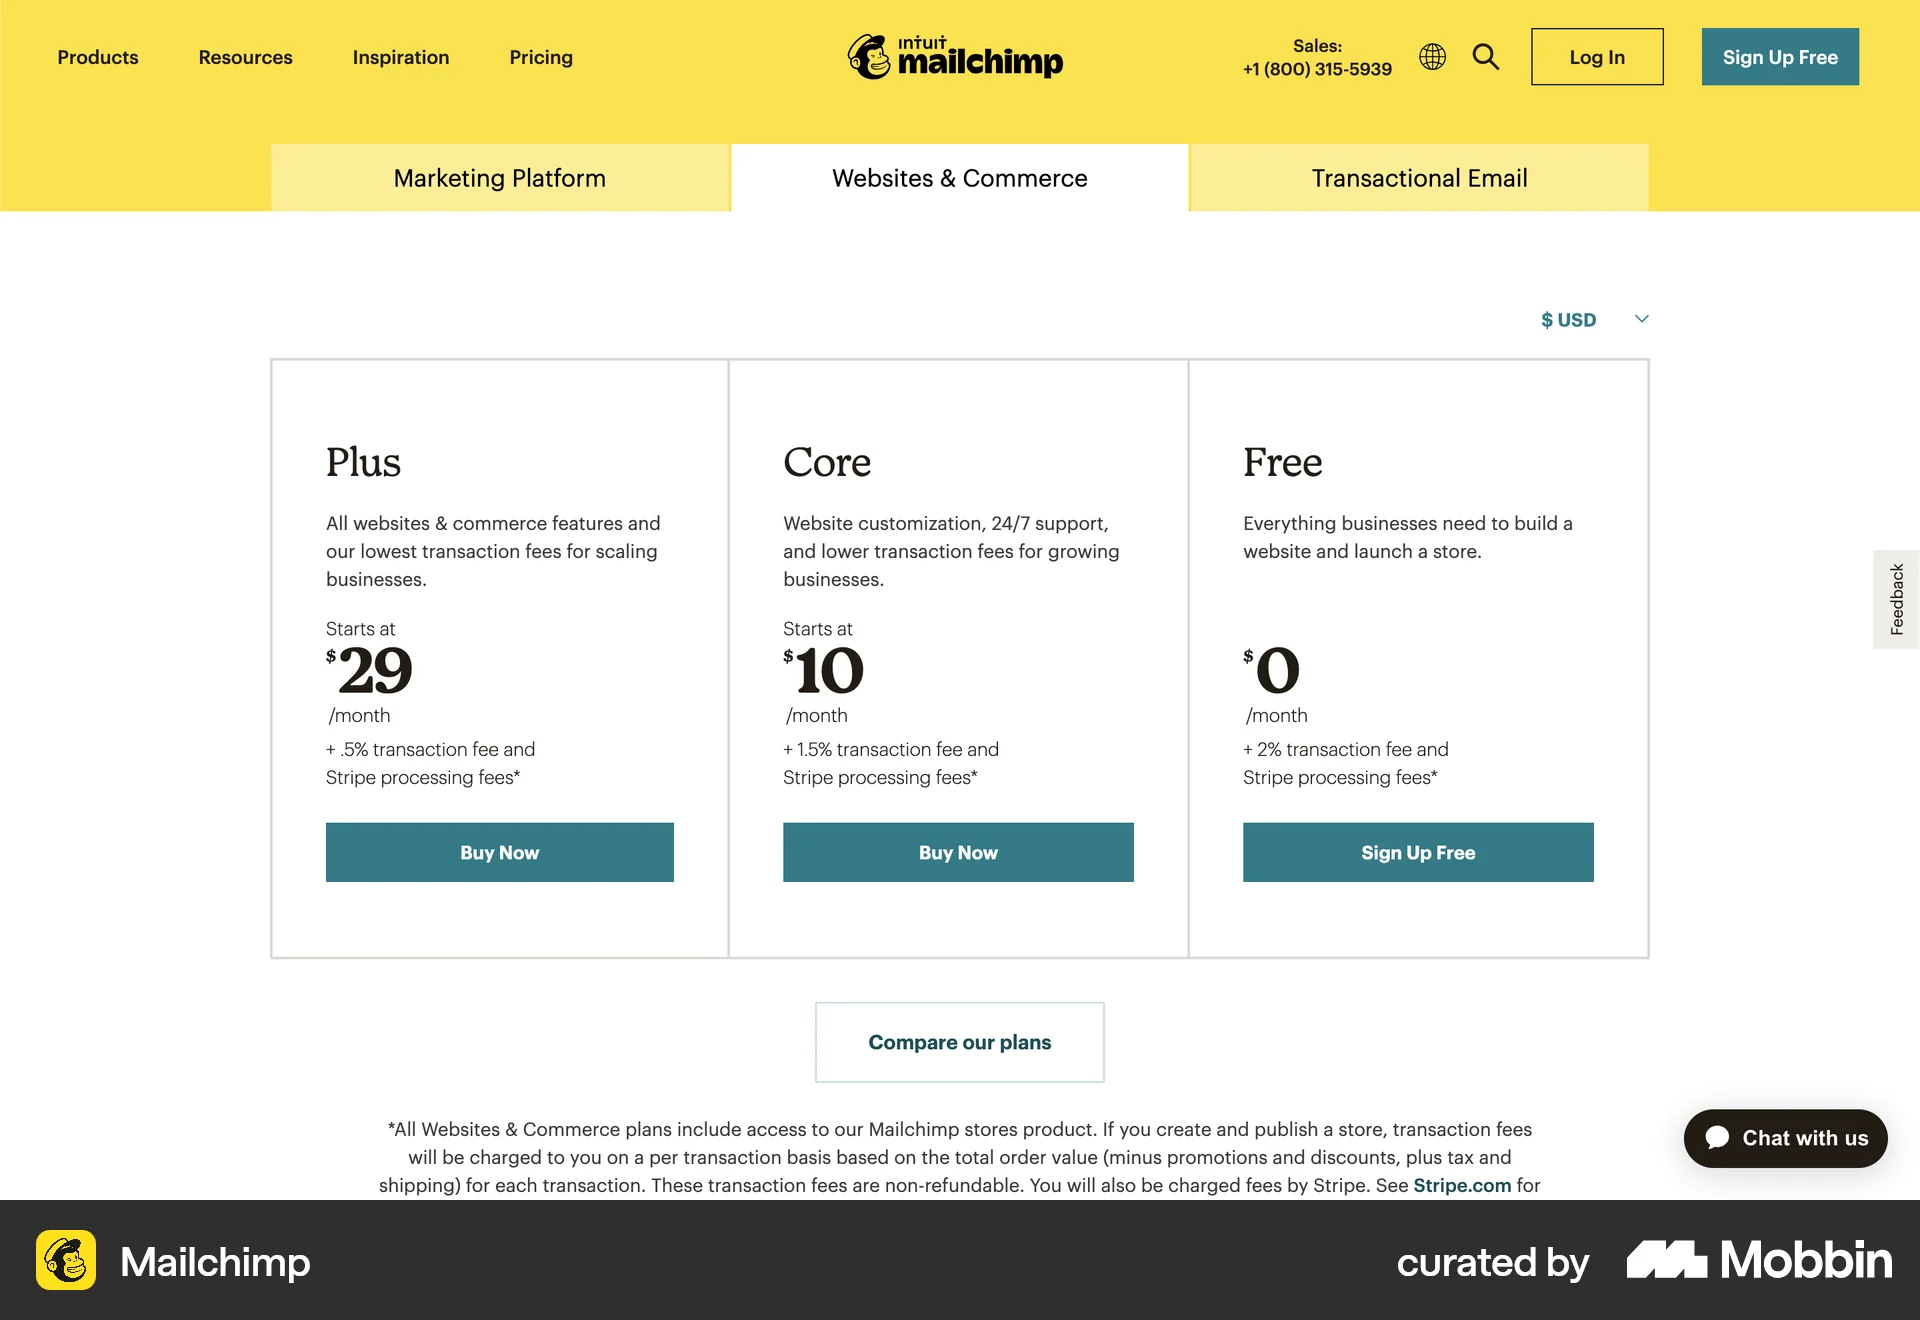 Products
Resources
Inspiration
Pricing
INTUIT
mailchimp
Sales:
+1 (800) 315-5939
Log In
Sign Up Free
Marketing Platform
Websites & Commerce
Transactional Email
$ USD
Plus
All websites & commerce features and
our lowest transaction fees for scaling
businesses.
Starts at
$29
/month
+ .5% transaction fee and
Stripe processing fees*
Buy Now
Core
Website customization, 24/7 support,
and lower transaction fees for growing
businesses.
Starts at
$10
/month
+ 1.5% transaction fee and
Stripe processing fees*
Buy Now
Free
Everything businesses need to build a
website and launch a store.
$0
/month
+ 2% transaction fee and
Stripe processing fees*
Sign Up Free
Feedback
Compare our plans
*All Websites & Commerce plans include access to our Mailchimp stores product. If you create and publish a store, transaction fees
will be charged to you on a per transaction basis based on the total order value (minus promotions and discounts, plus tax and
shipping) for each transaction. These transaction fees are non-refundable. You will also be charged fees by Stripe. See Stripe.com for
Chat with us
Mailchimp
curated by
Mobbin